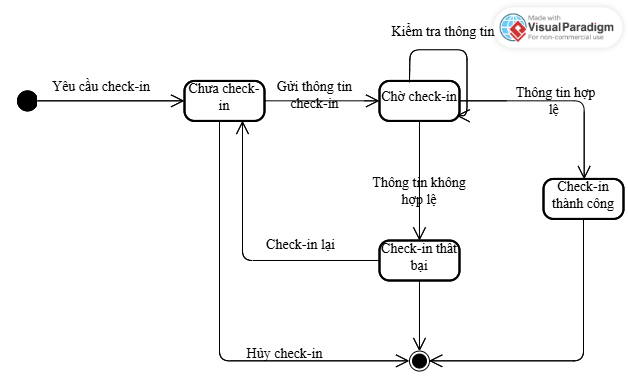 Made with
VisualParadigm
For non-commercial use
Kiểm tra thông tin
Yêu cầu check-in
Chưa check-
in
Gửi thông tin
check-in
Chờ check-in
Thông tin hợp
lệ
Thông tin không
hợp lệ
Check-in
thành công
Check-in lại
Check-in thất
bại
Hủy check-in